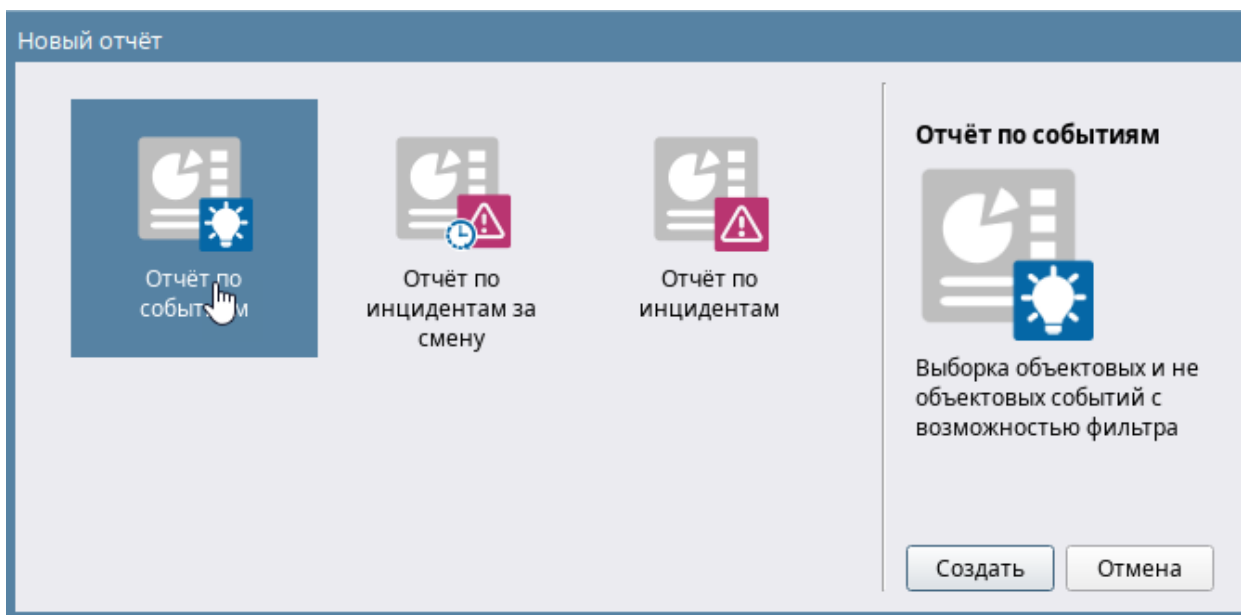 Новый отчёт
Отчёт по
событиям
Отчёт по
инцидентам за
смену
Отчёт по
инцидентам
Отчёт по событиям
Выборка объектовых и не
объектовых событий с
возможностью фильтра
Создать
Отмена